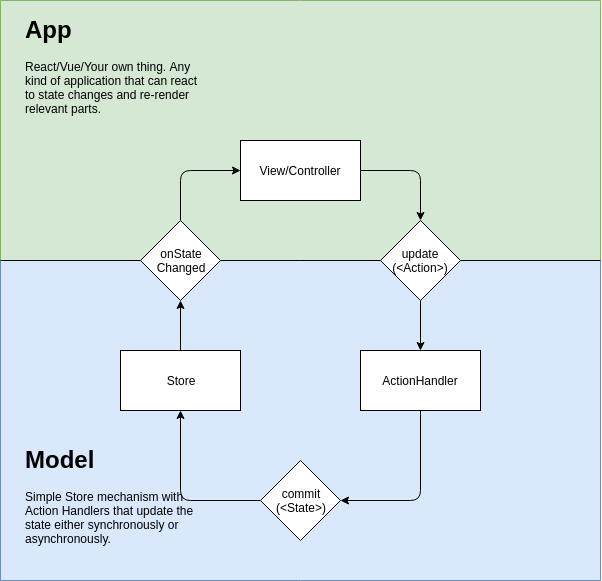 App
React/Vue/Your own thing. Any
kind of application that can react
to state changes and re-render
relevant parts.
View/Controller
onState
Changed
update
(<Action>)
Store
ActionHandler
Model
Simple Store mechanism with
Action Handlers that update the
state either synchronously or
asynchronously.
commit
(<State>)